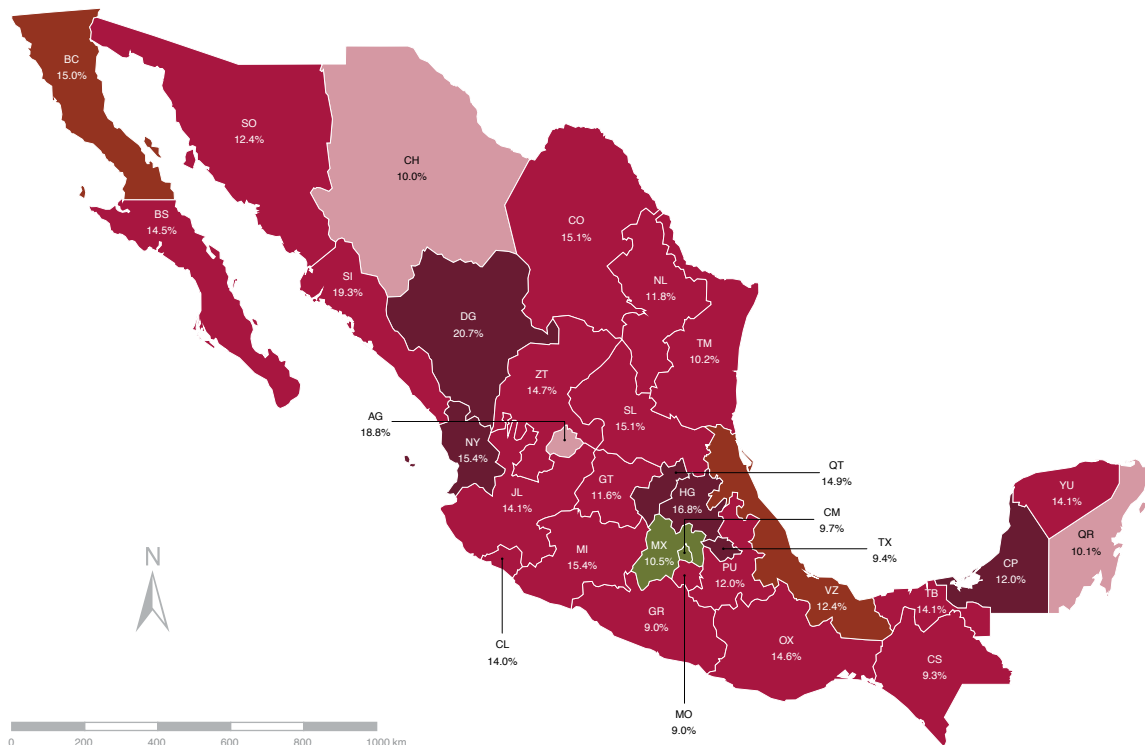 BC
15.0%
SO
12.4%
CH
10.0%
BS
14.5%
CO
15.1%
SI
19.3%
NL
11.8%
DG
20.7%
TM
10.2%
ZT
14.7%
AG
18.8%
SL
15.1%
NY
15.4%
QT
14.9%
GT
11.6%
HG
16.8%
JL
14.1%
YU
14.1%
CM
9.7%
QR
10.1%
MX
10.5%
TX
9.4%
MI
15.4%
PU
12.0%
CP
12.0%
VZ
12.4%
TB
14.1%
GR
9.0%
OX
14.6%
CL
14.0%
CS
9.3%
MO
9.0%
N
0 200 400 600 800 1000 km